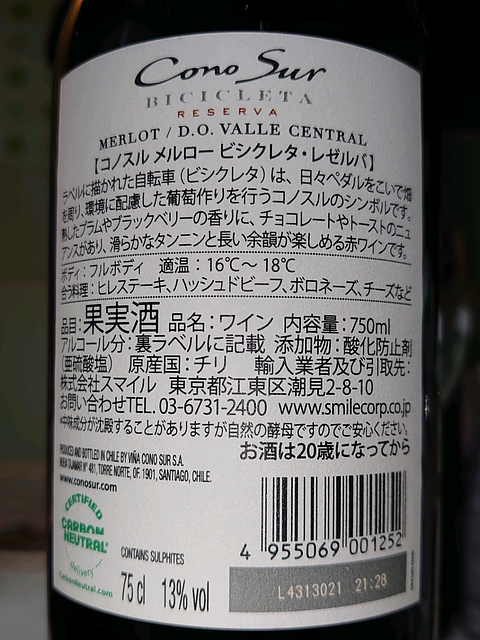 Cono Sur
BICICLETA
RESERVA
MERLOT / D.O. VALLE CENTRAL
【コノスル メルロー ビシクレタ・レゼルバ】
ラベルに描かれた自転車（ビシクレタ）は、日々ペダルをこいで畑
を周り、環境に配慮した葡萄作りを行うコノスルのシンボルです。
熟したプラムやブラックベリーの香りに、チョコレートやトーストのニュ
アンスがあり、滑らかなタンニンと長い余韻が楽しめる赤ワインです。
ボディ：フルボディ 適温：16℃～18℃
合う料理：ヒレステーキ、ハッシュドビーフ、ボロネーズ、チーズなど
品目：果実酒 品名：ワイン 内容量：750ml
アルコール分：裏ラベルに記載 添加物：酸化防止剤
（亜硫酸塩） 原産国：チリ 輸入業者及び引取先：
株式会社スマイル 東京都江東区潮見2-8-10
お問い合わせTEL.03-6731-2400 www.smilecorp.co.jp
*中味成分が沈殿することがありますが自然の酵母ですのでご安心ください。
お酒は20歳になってから
PRODUCED AND BOTTLED IN CHILE BY VIÑA CONO SUR S.A.
NUEVA TAJAMAR N° 481, TORRE NORTE, OF. 1901, SANTIAGO, CHILE.
www.conosur.com
CERTIFIED
CARBON
NEUTRAL
delivery
CarbonNeutral.com
CONTAINS SULPHITES
75 cl 13% vol
4 955069 001252
L4313021 21:28